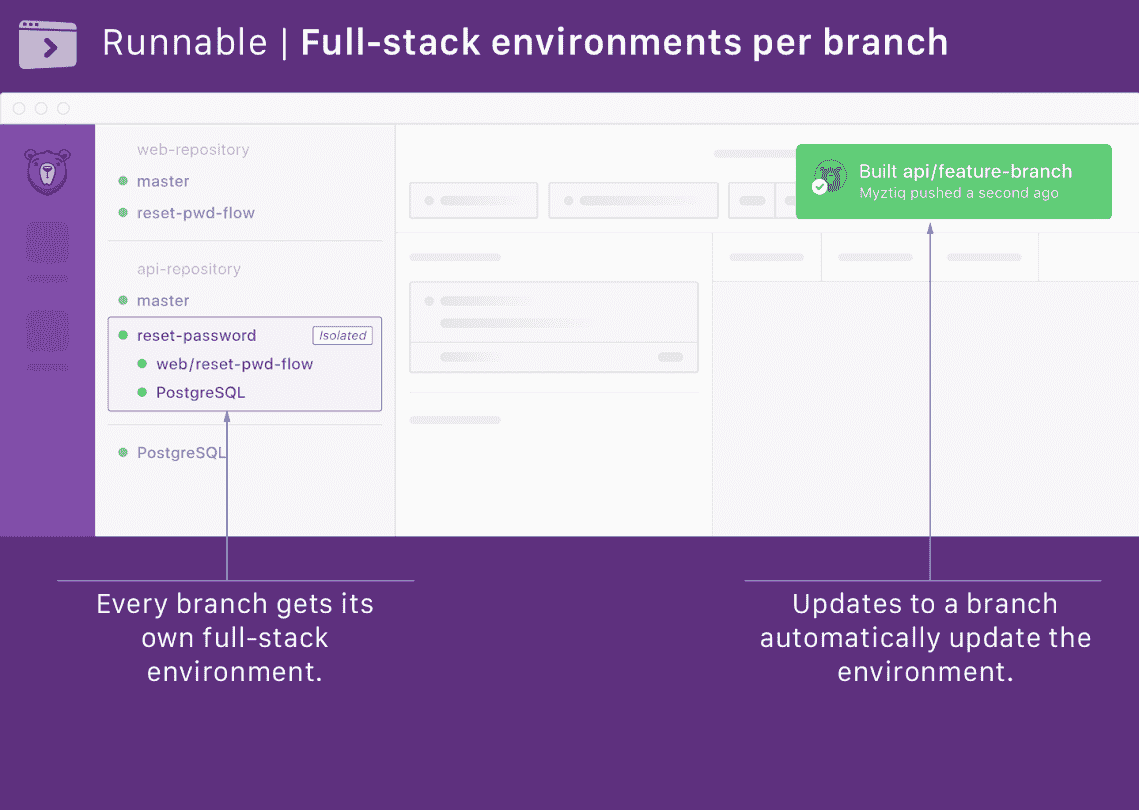 Runnable | Full-stack environments per branch
web-repository
master
reset-pwd-flow
api-repository
master
reset-password Isolated
web/reset-pwd-flow
PostgreSQL
PostgreSQL
Built api/feature-branch
Myztiq pushed a second ago
Every branch gets its
own full-stack
environment.
Updates to a branch
automatically update the
environment.